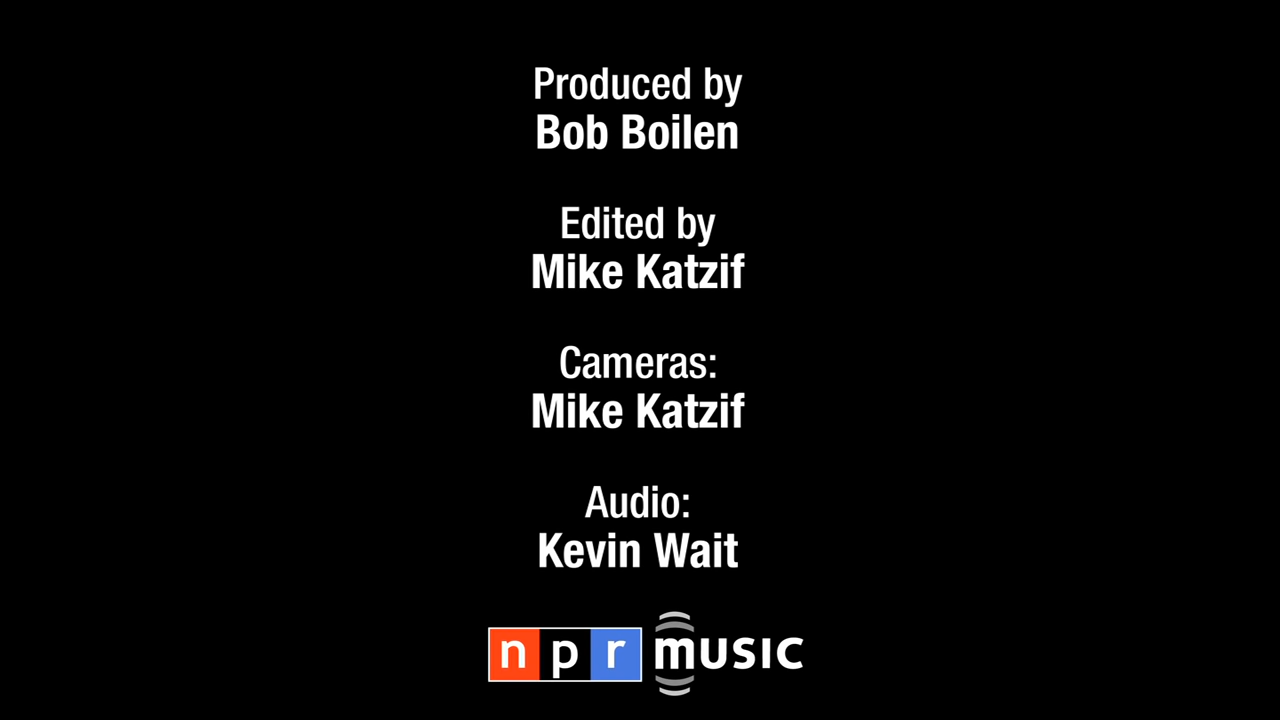 Produced by
Bob Boilen
Edited by
Mike Katzif
Cameras:
Mike Katzif
Audio:
Kevin Wait
npr music